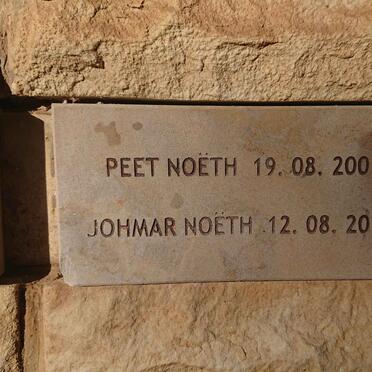 PEET NOËTH 19. 08. 200
JOHMAR NOËTH 12. 08. 20